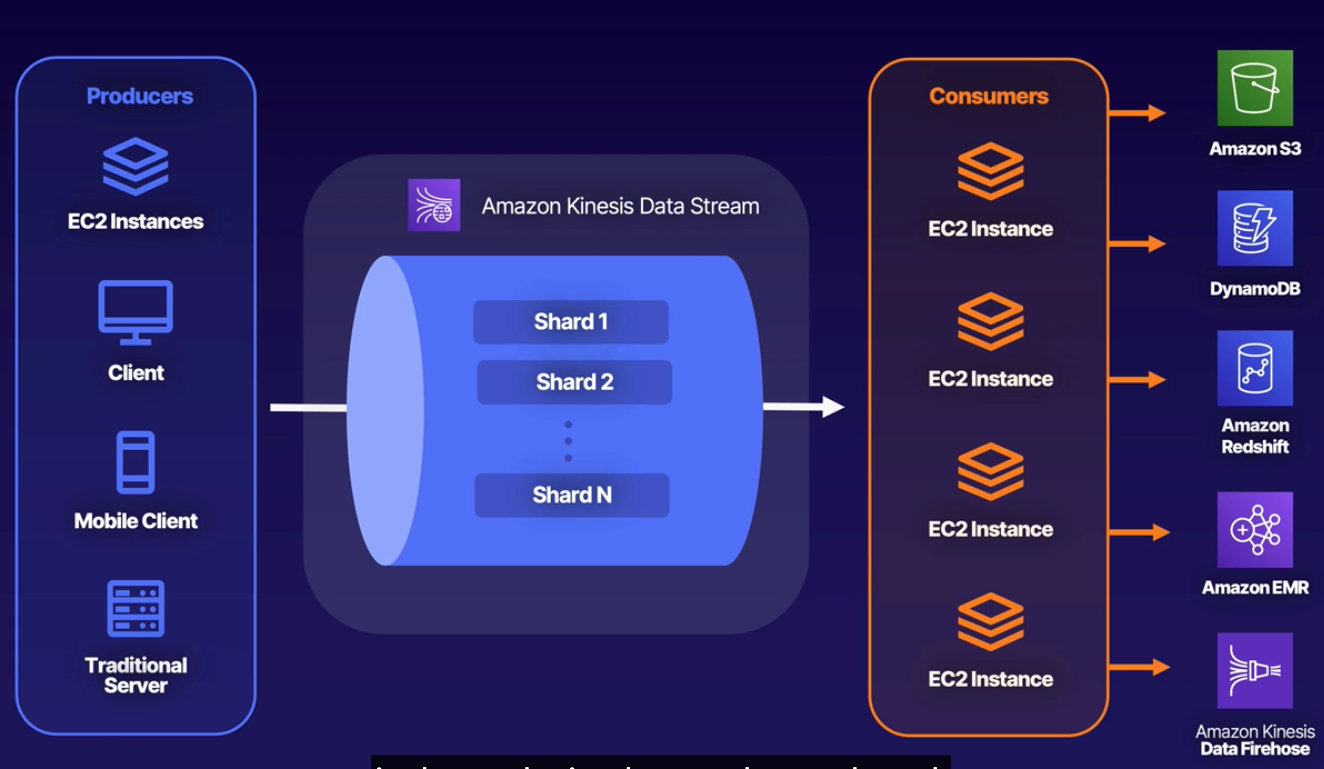 Producers
EC2 Instances
Client
Mobile Client
Traditional
Server
Amazon Kinesis Data Stream
Shard 1
Shard 2
Shard N
Consumers
EC2 Instance
EC2 Instance
EC2 Instance
EC2 Instance
Amazon S3
DynamoDB
Amazon
Redshift
Amazon EMR
Amazon Kinesis
Data Firehose